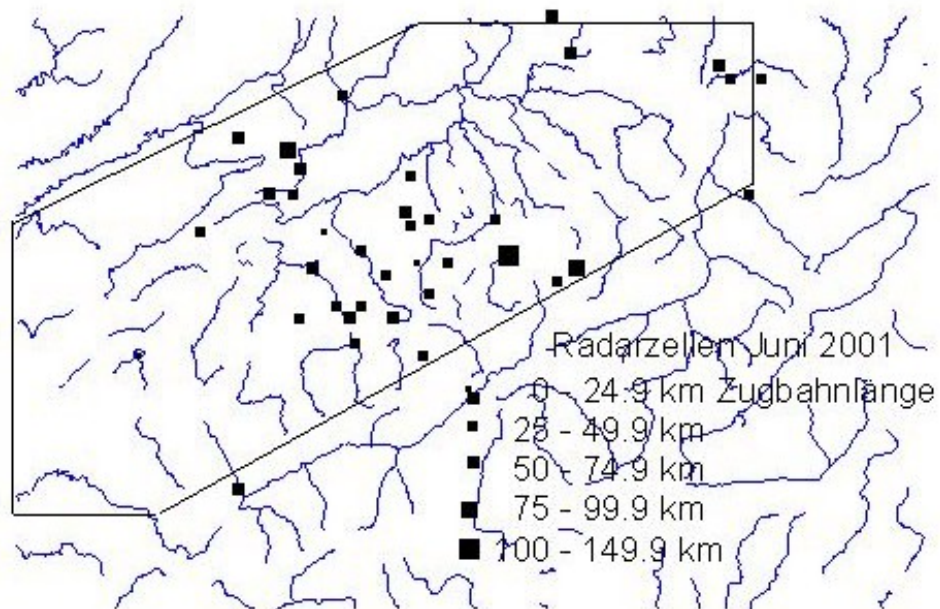 Radarzellen Juni 2001
0 - 24.9 km Zugbahnlänge
25 - 49.9 km
50 - 74.9 km
75 - 99.9 km
100 - 149.9 km